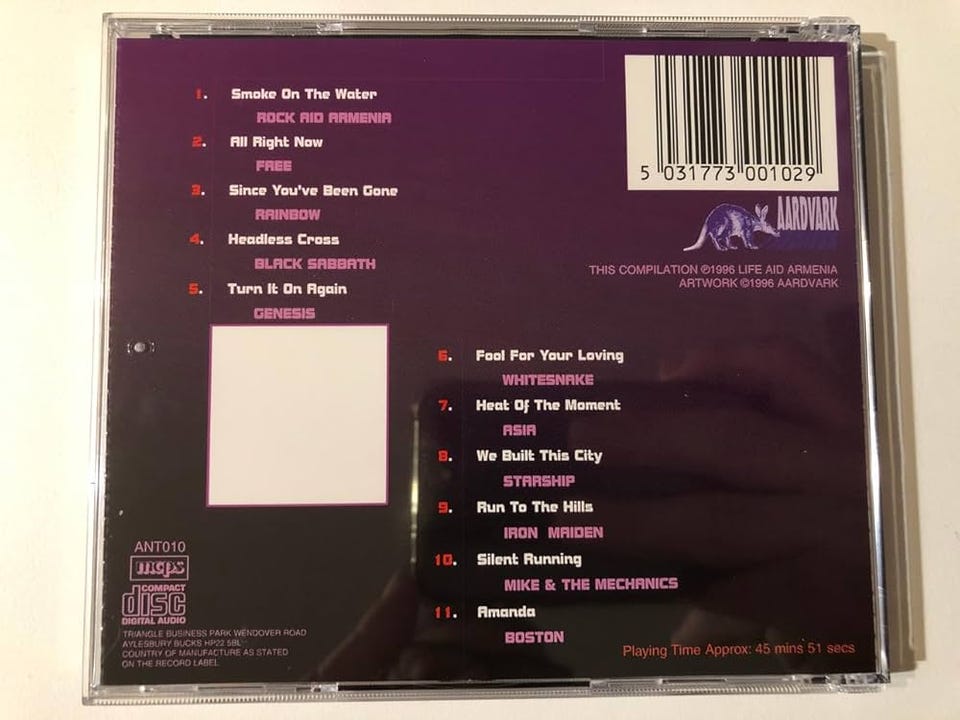 1. Smoke On The Water
ROCK AID ARMENIA
2. All Right Now
FREE
3. Since You've Been Gone
RAINBOW
4. Headless Cross
BLACK SABBATH
5. Turn It On Again
GENESIS
5 031773 001029
AARDVARK
THIS COMPILATION ℗1996 LIFE AID ARMENIA
ARTWORK ©1996 AARDVARK
6. Fool For Your Loving
WHITESNAKE
7. Heat Of The Moment
ASIA
8. We Built This City
STARSHIP
9. Run To The Hills
IRON MAIDEN
10. Silent Running
MIKE & THE MECHANICS
11. Amanda
BOSTON
Playing Time Approx: 45 mins 51 secs
ANT010
mcps
COMPACT
disc
DIGITAL AUDIO
TRIANGLE BUSINESS PARK WENDOVER ROAD
AYLESBURY BUCKS HP22 5BL
COUNTRY OF MANUFACTURE AS STATED
ON THE RECORD LABEL